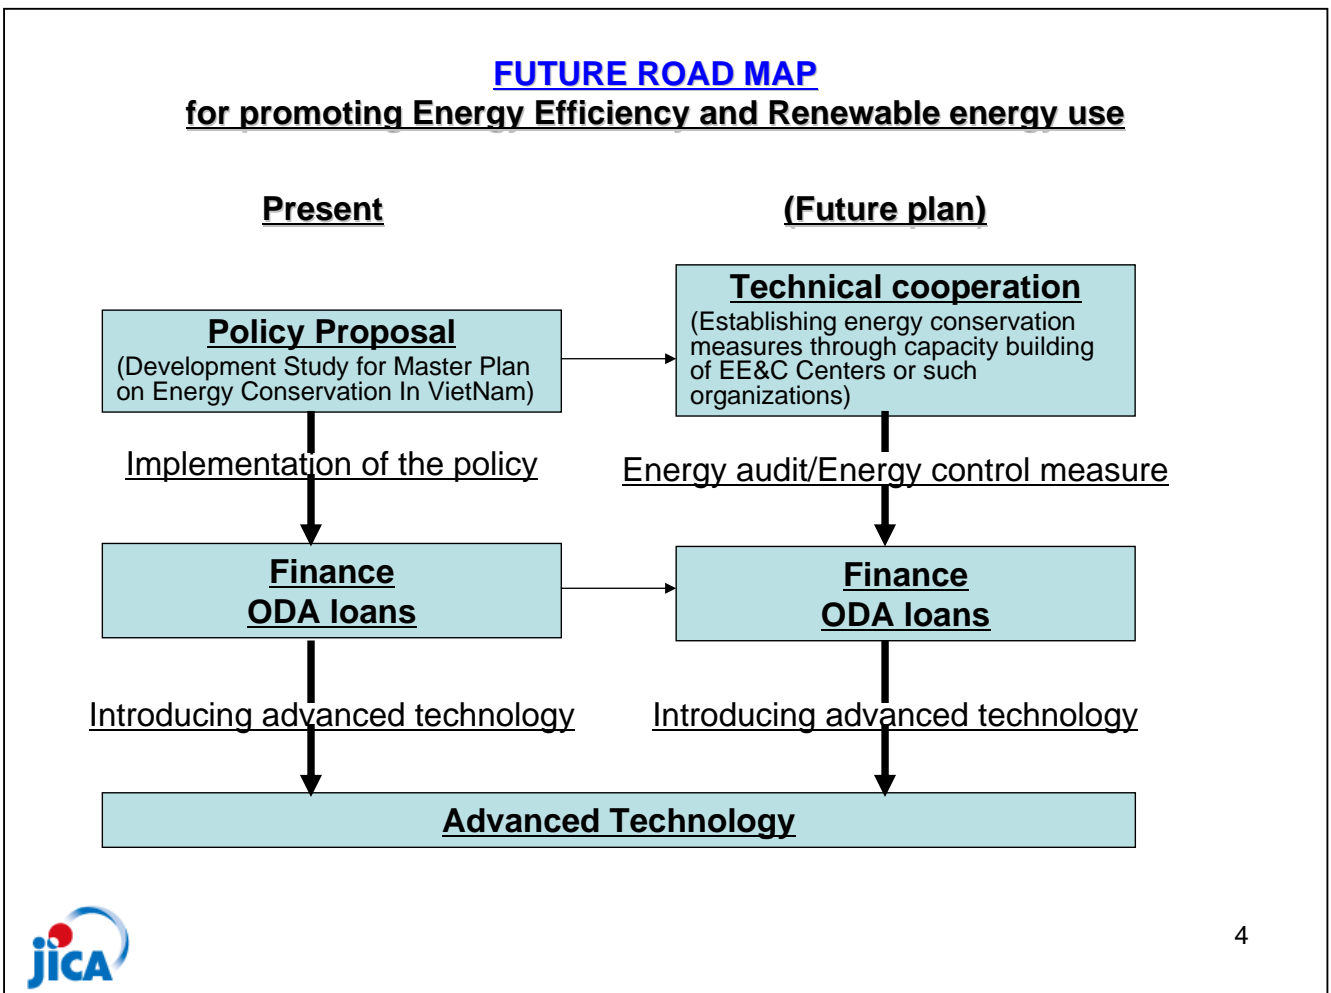 FUTURE ROAD MAP
for promoting Energy Efficiency and Renewable energy use
Present
(Future plan)
Policy Proposal
(Development Study for Master Plan
on Energy Conservation In VietNam)
Technical cooperation
(Establishing energy conservation
measures through capacity building
of EE&C Centers or such
organizations)
Implementation of the policy
Energy audit/Energy control measure
Finance
ODA loans
Finance
ODA loans
Introducing advanced technology
Introducing advanced technology
Advanced Technology
jica
4